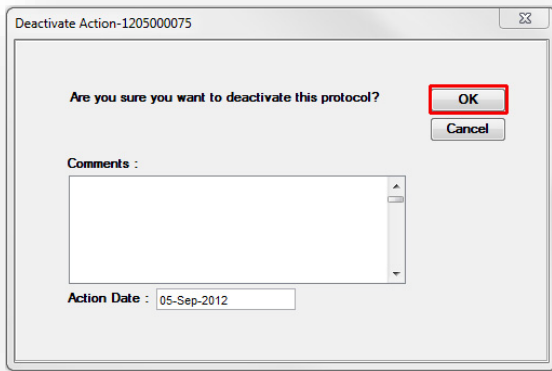 Deactivate Action-1205000075
Are you sure you want to deactivate this protocol?
OK
Cancel
Comments :
Action Date : 05-Sep-2012